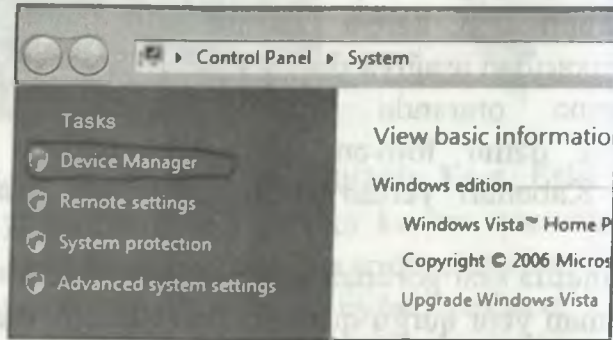 Control Panel ▸ System
Tasks
Device Manager
Remote settings
System protection
Advanced system settings
View basic informatio
Windows edition
Windows Vista™ Home P
Copyright © 2006 Micros
Upgrade Windows Vista